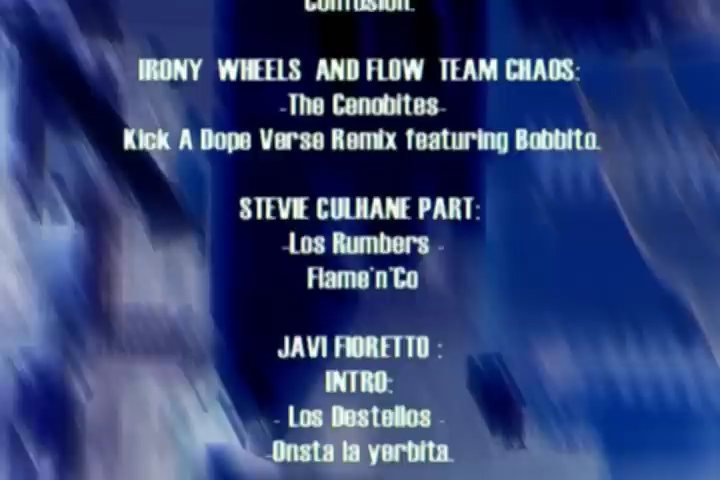 Confusion.
IRONY WHEELS AND FLOW TEAM CHAOS:
-The Cenobites-
Kick A Dope Verse Remix featuring Bobbito.
STEVIE CULHANE PART:
-Los Rumbers -
Flame'n'Co
JAVI FIORETTO :
INTRO:
- Los Destellos -
-Onsta la yerbita.